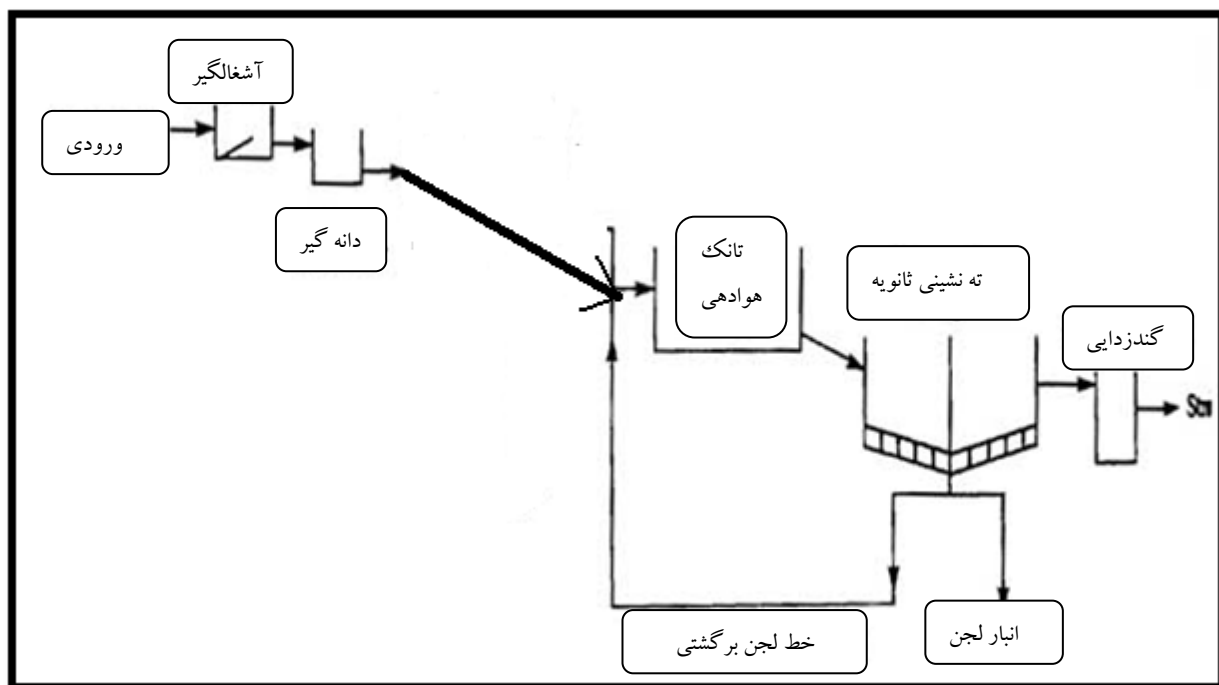 آشغالگیر
ورودی
دانه گیر
تانک
هوادهی
ته نشینی ثانویه
گندزدایی
خط لجن برگشتی
انبار لجن